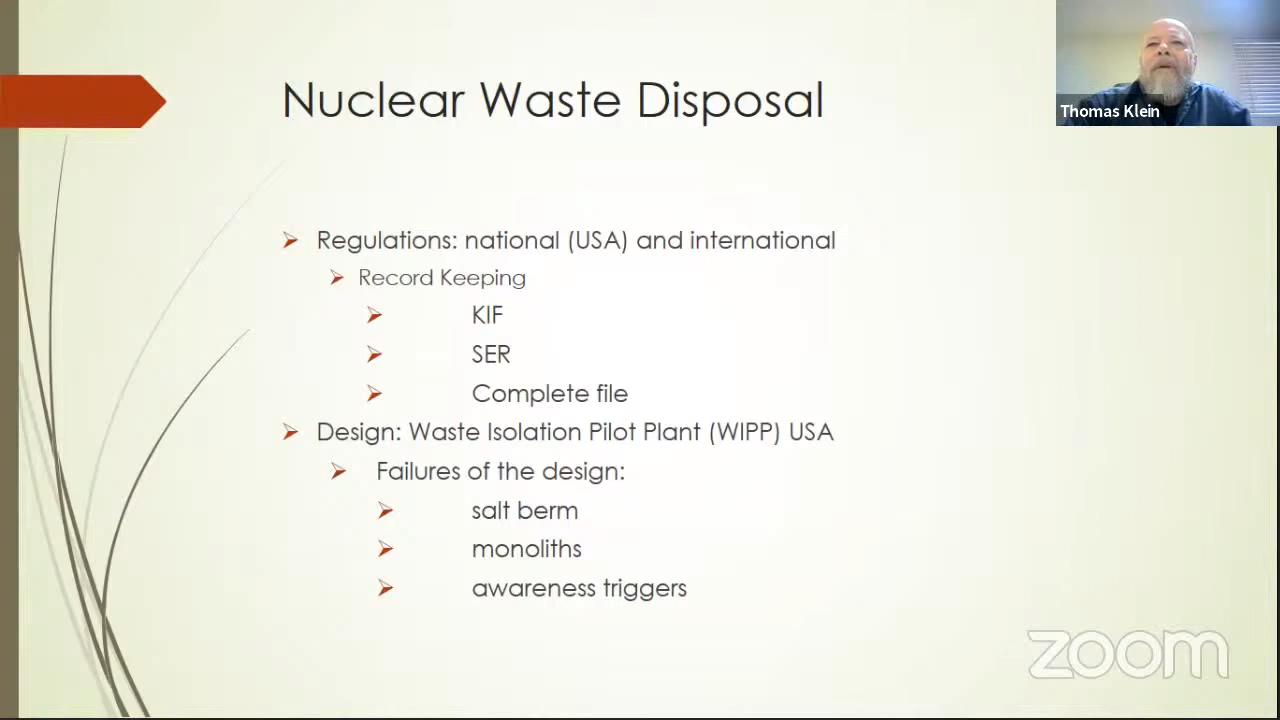 Nuclear Waste Disposal
Thomas Klein
Regulations: national (USA) and international
Record Keeping
KIF
SER
Complete file
Design: Waste Isolation Pilot Plant (WIPP) USA
Failures of the design:
salt berm
monoliths
awareness triggers
zoom